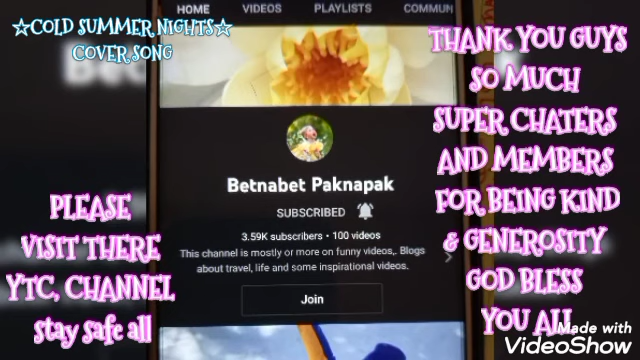 ☆COLD SUMMER NIGHTS☆
COVER SONG
HOME VIDEOS PLAYLISTS COMMUN
Betnabet Paknapak
SUBSCRIBED
3.59K subscribers • 100 videos
This channel is mostly or more on funny videos,. Blogs
about travel, life and some inspirational videos.
Join
PLEASE
VISIT THERE
YTC, CHANNEL
stay safe all
THANK YOU GUYS
SO MUCH
SUPER CHATERS
AND MEMBERS
FOR BEING KIND
& GENEROSITY
GOD BLESS
YOU ALL
Made with
VideoShow